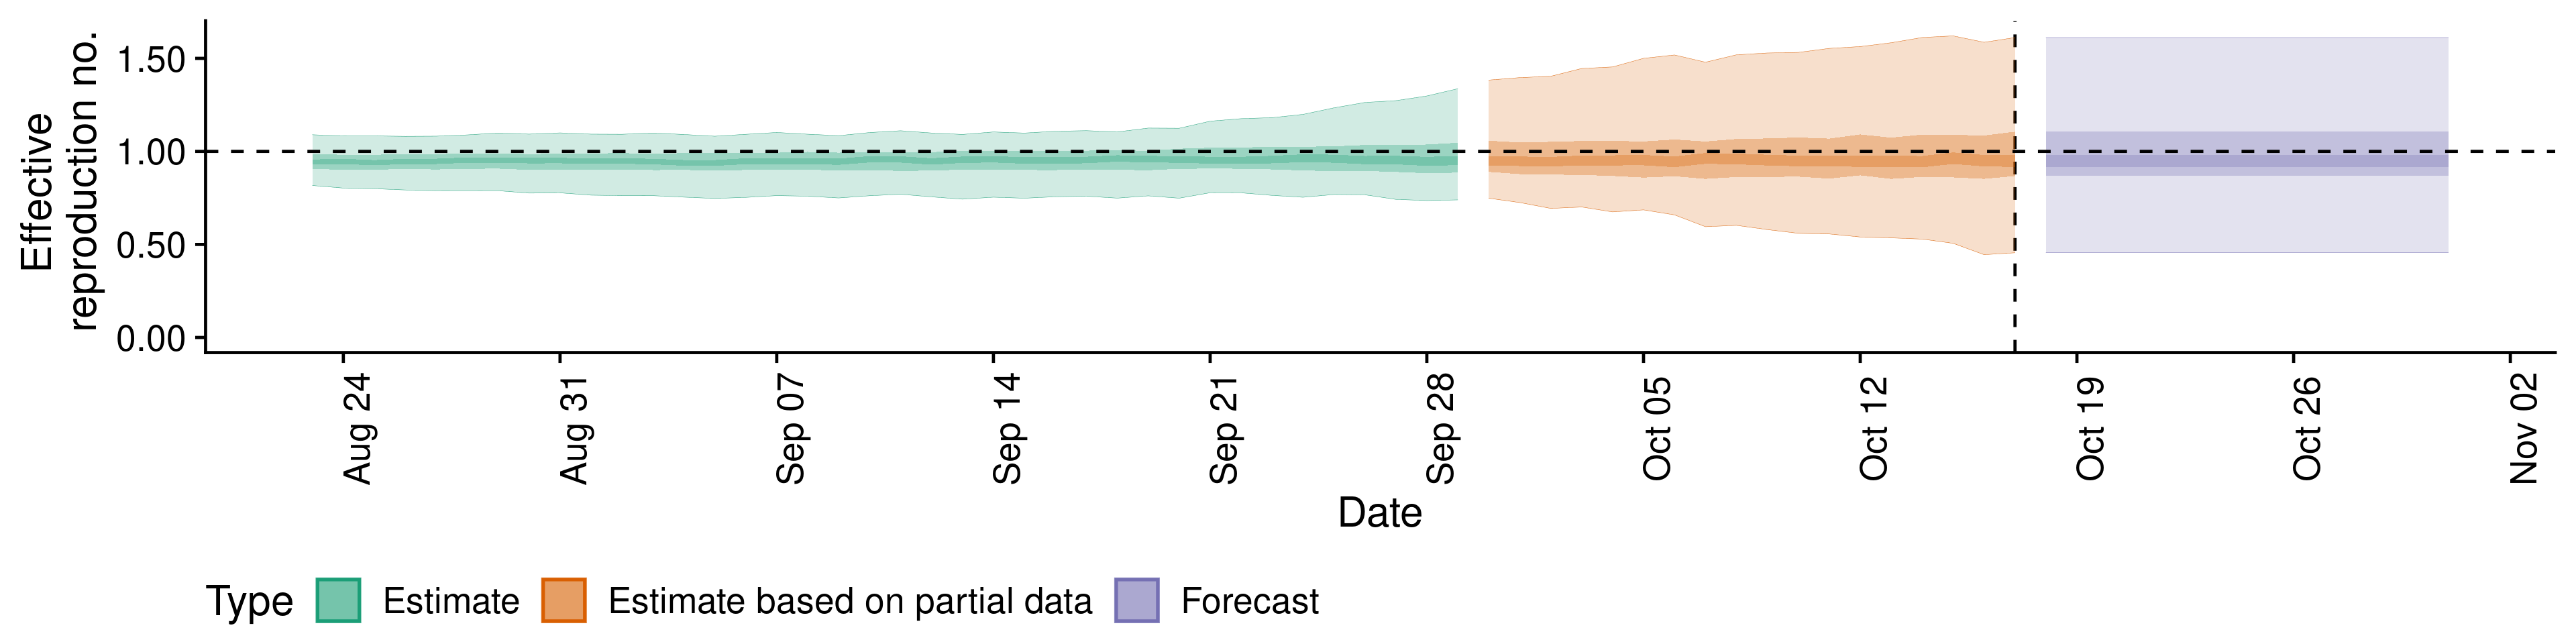 Effective
reproduction no.
1.50
1.00
0.50
0.00
Aug 24
Aug 31
Sep 07
Sep 14
Sep 21
Sep 28
Oct 05
Oct 12
Oct 19
Oct 26
Nov 02
Date
Type Estimate Estimate based on partial data Forecast